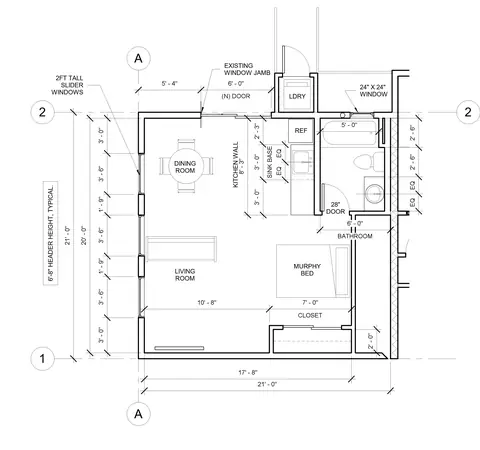 A
EXISTING
WINDOW JAMB
2FT TALL
SLIDER
WINDOWS
5' - 4"
6' - 0"
(N) DOOR
LDRY
24" X 24"
WINDOW
2
2
REF
5' - 0"
3' - 0"
3' - 6"
1' - 9"
1' - 9"
3' - 6"
3' - 0"
DINING
ROOM
KITCHEN WALL
8' - 3"
2' - 3"
3' - 0"
3' - 0"
SINK BASE
EQ
EQ
2' - 6"
2' - 6"
EQ
EQ
28"
DOOR
6' - 0"
BATHROOM
6'-8" HEADER HEIGHT, TYPICAL.
21' - 0"
20' - 0"
LIVING
ROOM
MURPHY
BED
10' - 8"
7' - 0"
CLOSET
2' - 0"
1
17' - 8"
21' - 0"
A